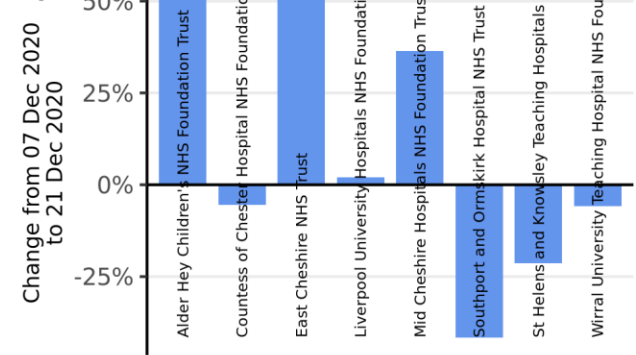 50%
25%
0%
-25%
Change from 07 Dec 2020
to 21 Dec 2020
Alder Hey Children's NHS Foundation Trust
Countess of Chester Hospital NHS Foundatio
East Cheshire NHS Trust
Liverpool University Hospitals NHS Foundati
Mid Cheshire Hospitals NHS Foundation Trus
Southport and Ormskirk Hospital NHS Trust
St Helens and Knowsley Teaching Hospitals
Wirral University Teaching Hospital NHS Fou